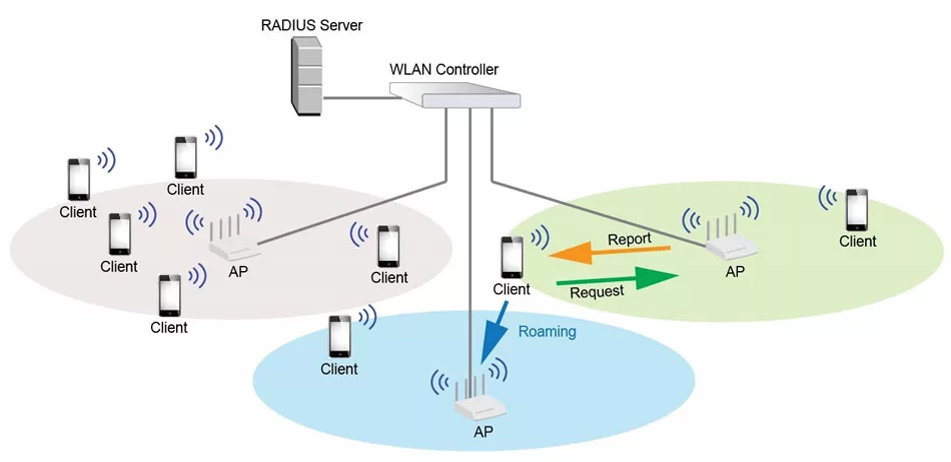 RADIUS Server
WLAN Controller
Client
Client
Client
Client
Client
AP
Client
Report
Request
Client
AP
Client
Roaming
Client
AP